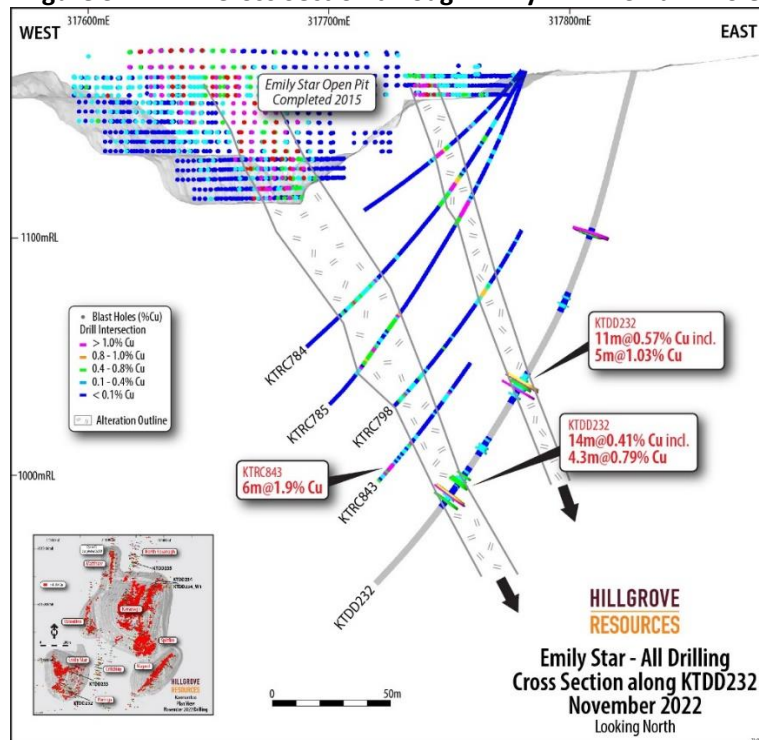 317600mE
317700mE
317800mE
WEST
EAST
Emily Star Open Pit
Completed 2015
1100mRL
Blast Holes (%Cu)
Drill Intersection
> 1.0% Cu
0.8 - 1.0% Cu
0.4 - 0.8% Cu
0.1 - 0.4% Cu
< 0.1% Cu
Alteration Outline
KTRC784
KTRC785
KTRC798
KTDD232
11m@0.57% Cu incl.
5m@1.03% Cu
KTDD232
14m@0.41% Cu incl.
4.3m@0.79% Cu
1000mRL
KTRC843
6m@1.9% Cu
KTRC843
KTDD232
HILLGROVE
RESOURCES
HILLGROVE
RESOURCES
Emily Star - All Drilling
Cross Section along KTDD232
November 2022
Looking North
0
50m